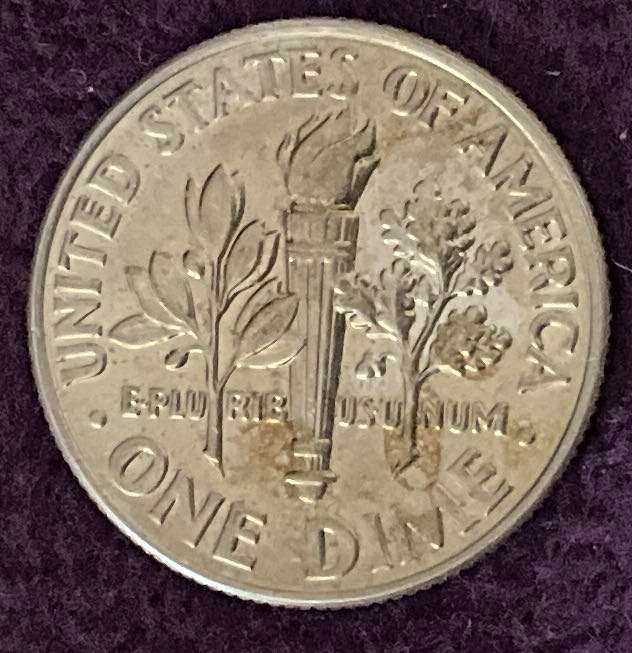 UNITED STATES OF AMERICA
E·PLURIBUS UNUM
• ONE DIME •